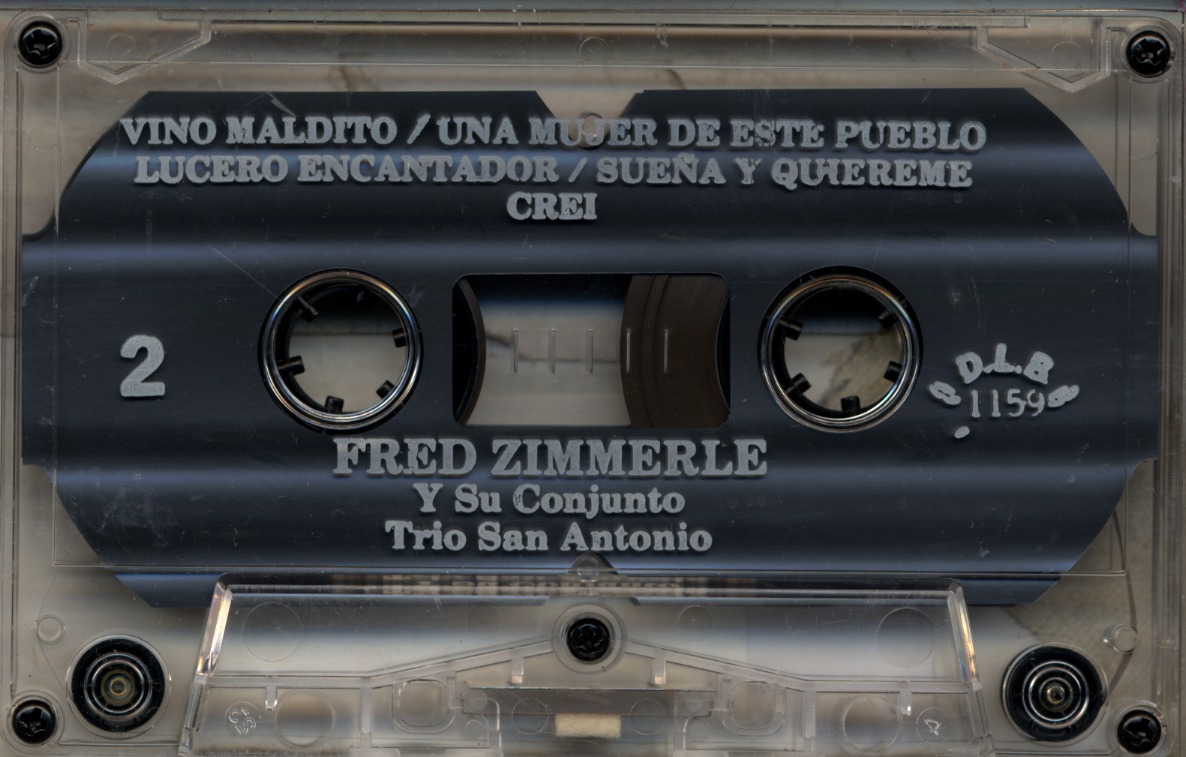 VINO MALDITO / UNA MUJER DE ESTE PUEBLO
LUCERO ENCANTADOR / SUEÑA Y QUIEREME
CREI
2
D.L.B
1159
FRED ZIMMERLE
Y Su Conjunto
Trio San Antonio